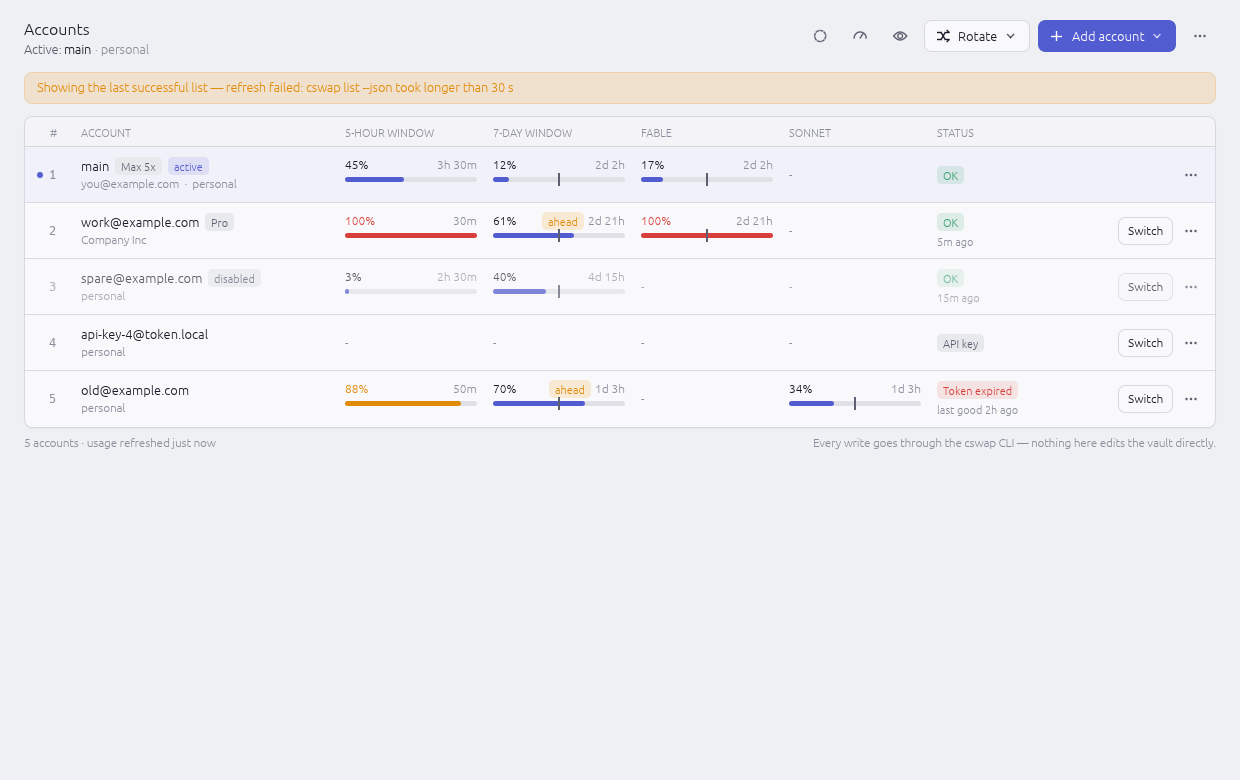 Accounts
Active: main · personal
Rotate
Add account
Showing the last successful list — refresh failed: cswap list --json took longer than 30 s
# ACCOUNT 5-HOUR WINDOW 7-DAY WINDOW FABLE SONNET STATUS
1 main Max 5x active 45% 3h 30m 12% 2d 2h 17% 2d 2h - OK
you@example.com · personal
2 work@example.com Pro 100% 30m 61% ahead 2d 21h 100% 2d 21h - OK Switch
Company Inc 5m ago
3 spare@example.com disabled 3% 2h 30m 40% 4d 15h - - OK Switch
personal 15m ago
4 api-key-4@token.local - - - - API key Switch
personal
5 old@example.com 88% 50m 70% ahead 1d 3h - 34% 1d 3h Token expired Switch
personal last good 2h ago
5 accounts · usage refreshed just now
Every write goes through the cswap CLI — nothing here edits the vault directly.